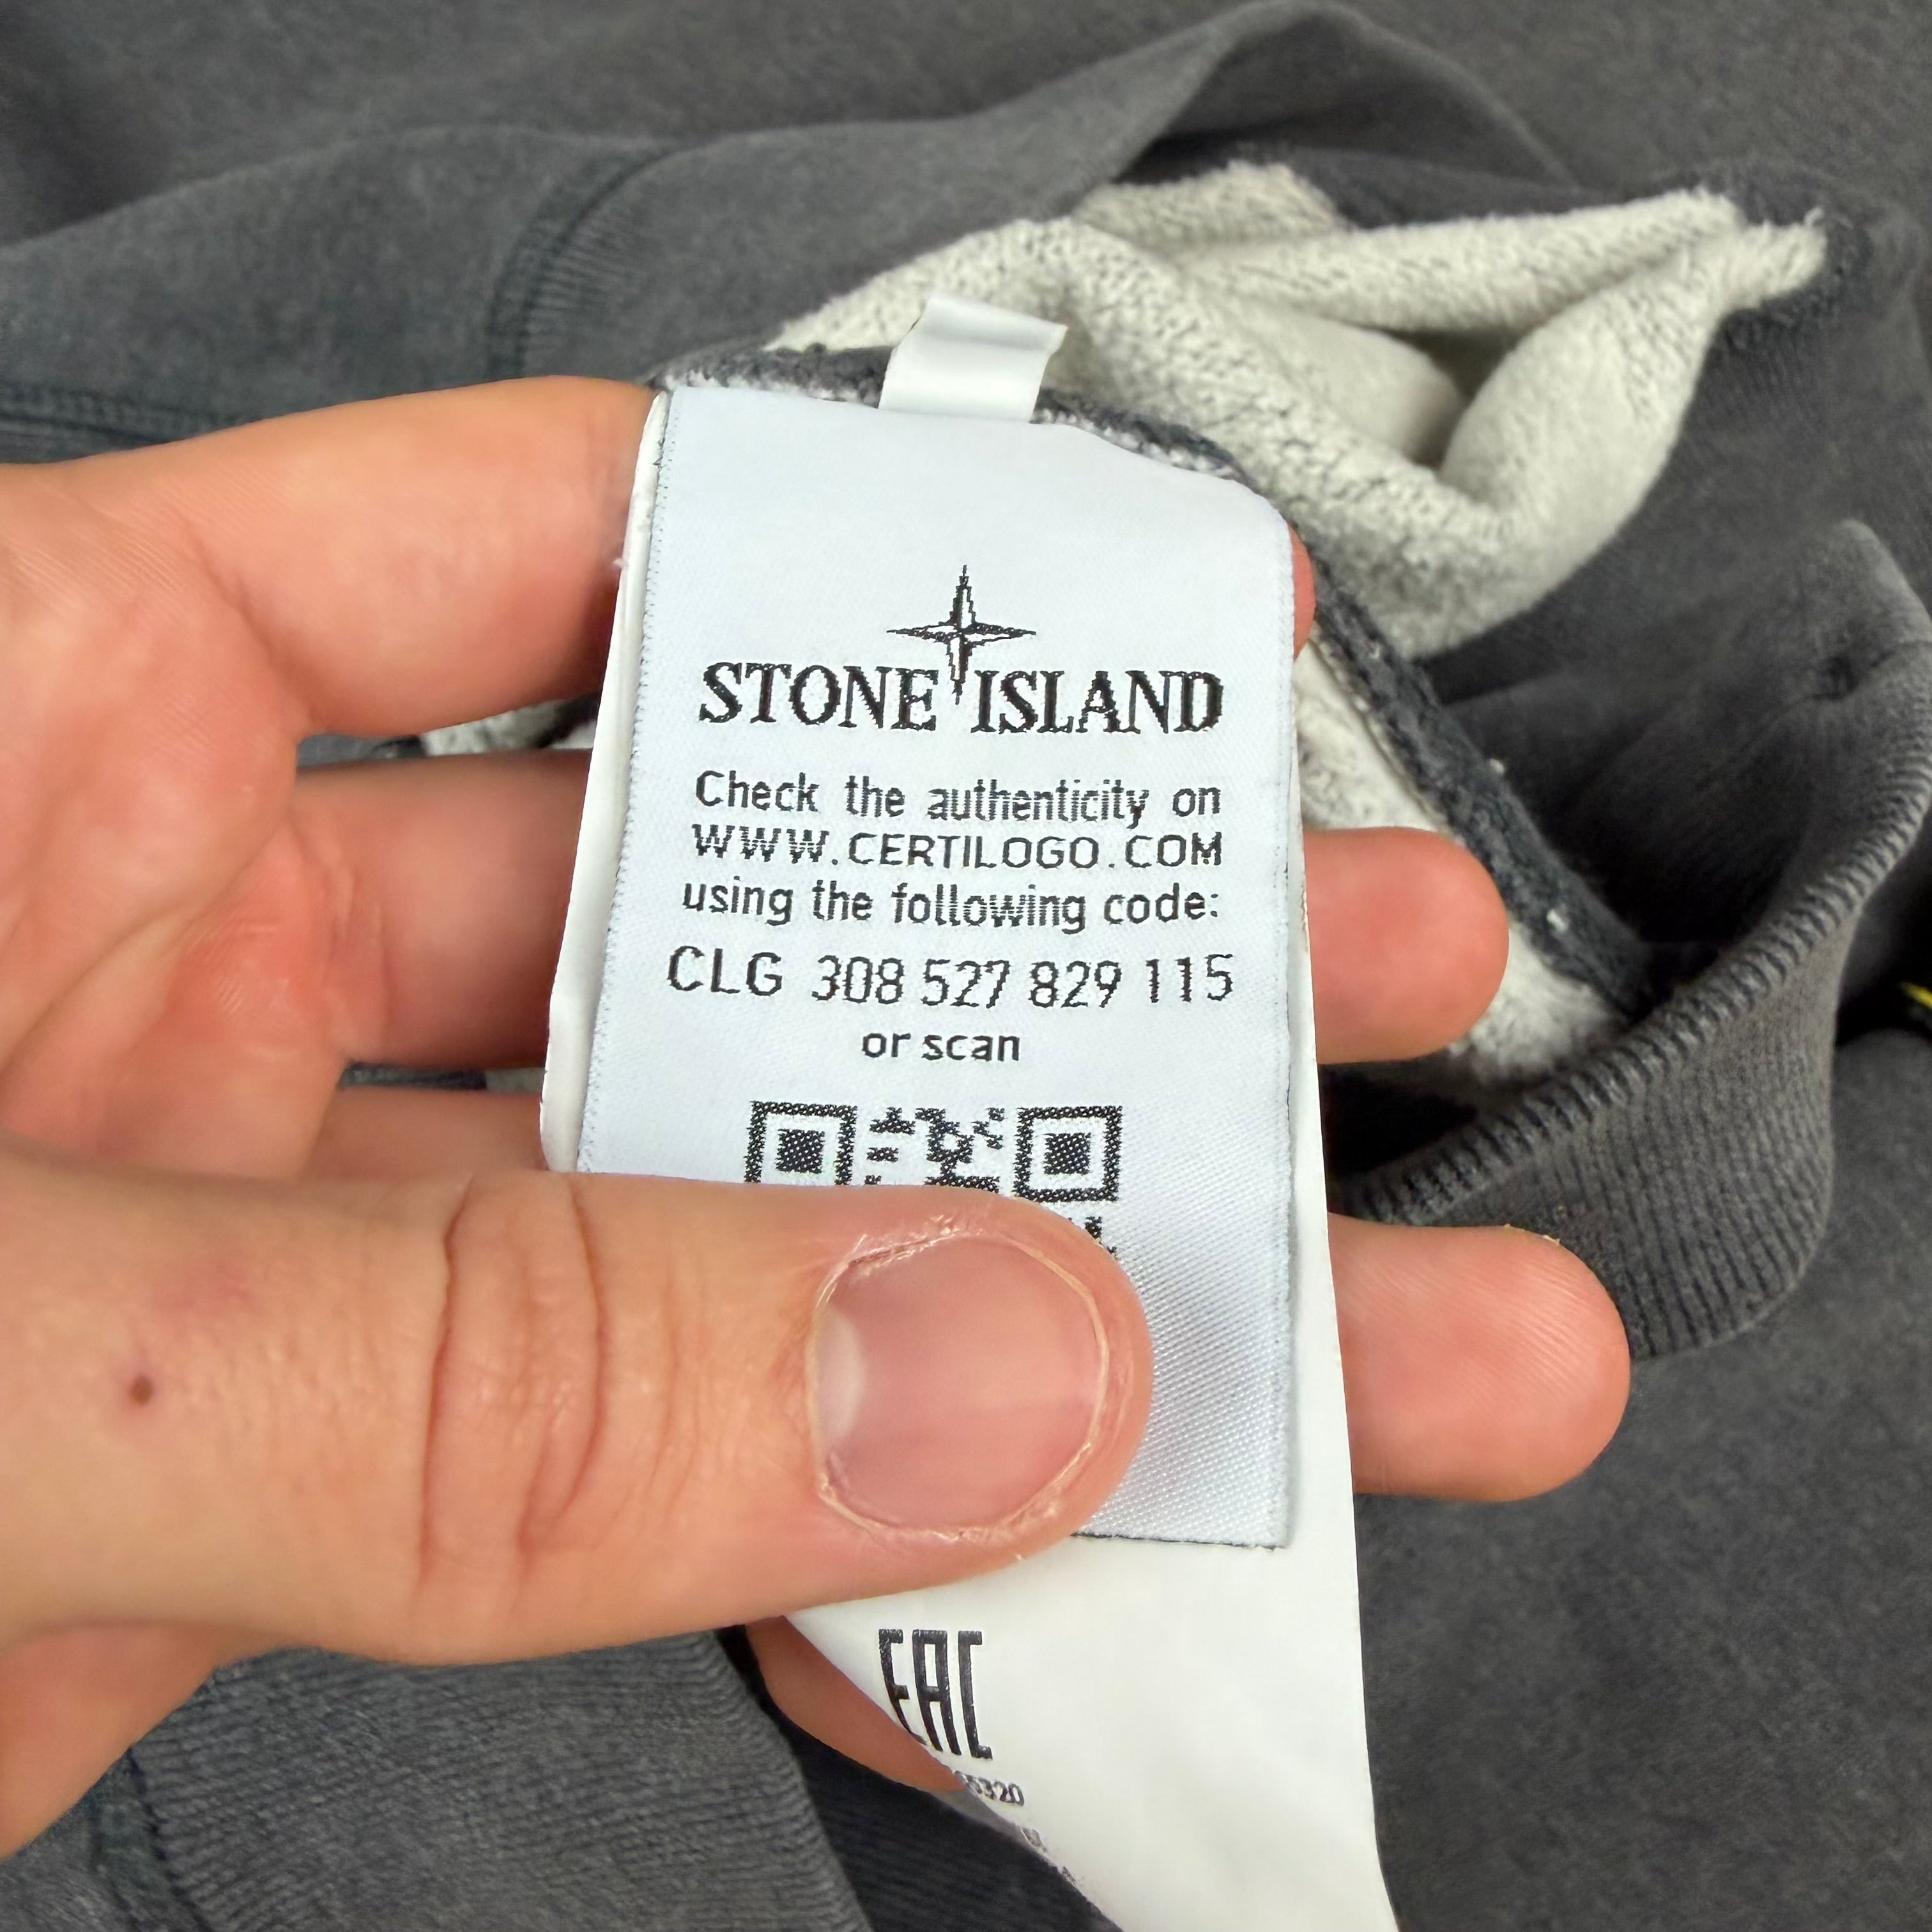 STONE ISLAND
Check the authenticity on
WWW.CERTILOGO.COM
using the following code:
CLG 308 527 829 115
or scan
EAC
5320